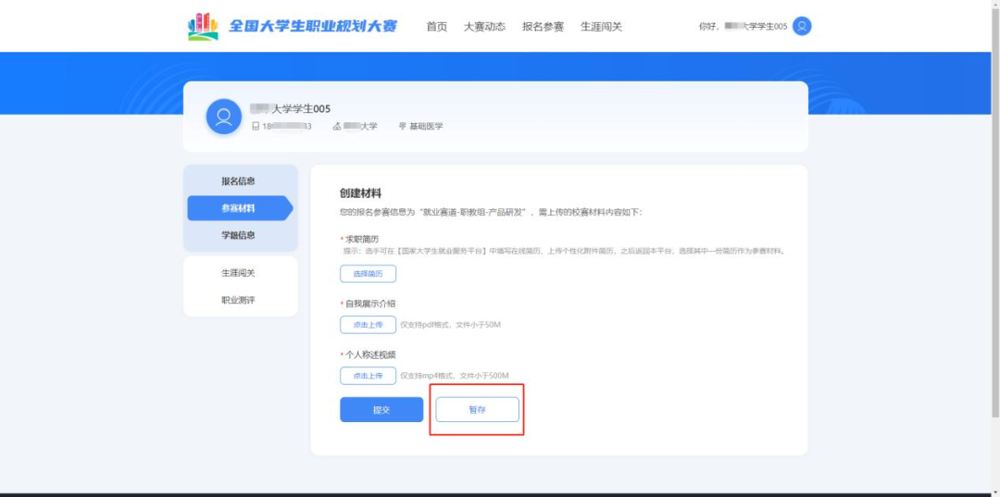 全国大学生职业规划大赛
首页 大赛动态 报名参赛 生涯闯关
你好， 大学学生005
大学学生005
18 33 大学 基础医学
报名信息
参赛材料
学籍信息
生涯闯关
职业测评
创建材料
您的报名参赛信息为“就业赛道-职教组-产品研发”，需上传的校赛材料内容如下：
* 求职简历
提示：选手可在【国家大学生就业服务平台】中填写在线简历、上传个性化附件简历，之后返回本平台，选择其中一份简历作为参赛材料。
选择简历
* 自我展示介绍
点击上传 仅支持pdf格式，文件小于50M
* 个人称述视频
点击上传 仅支持mp4格式，文件小于500M
提交 暂存